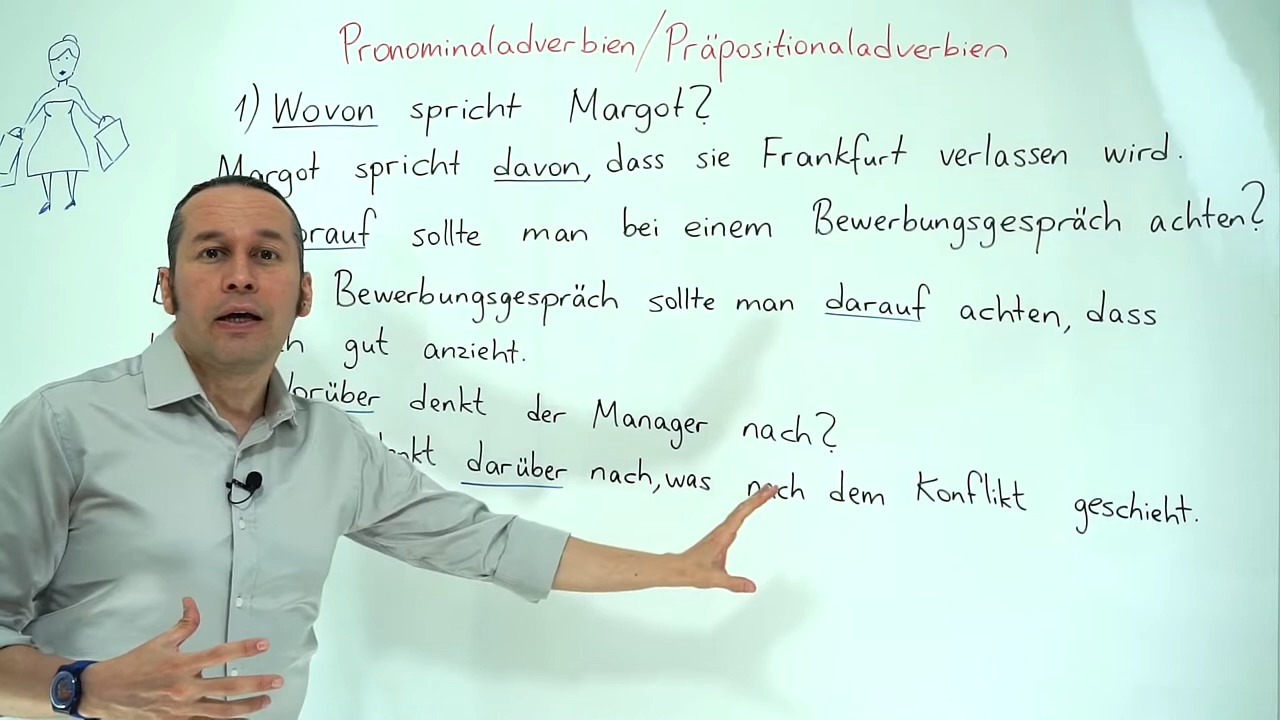 Pronominaladverbien/Präpositionaladverbien
1) Wovon spricht Margot?
Margot spricht davon, dass sie Frankfurt verlassen wird.
sollte man bei einem Bewerbungsgespräch achten?
Bewerbungsgespräch sollte man darauf achten, dass
gut anzieht.
denkt der Manager nach?
darüber nach, was nach dem Konflikt geschieht.